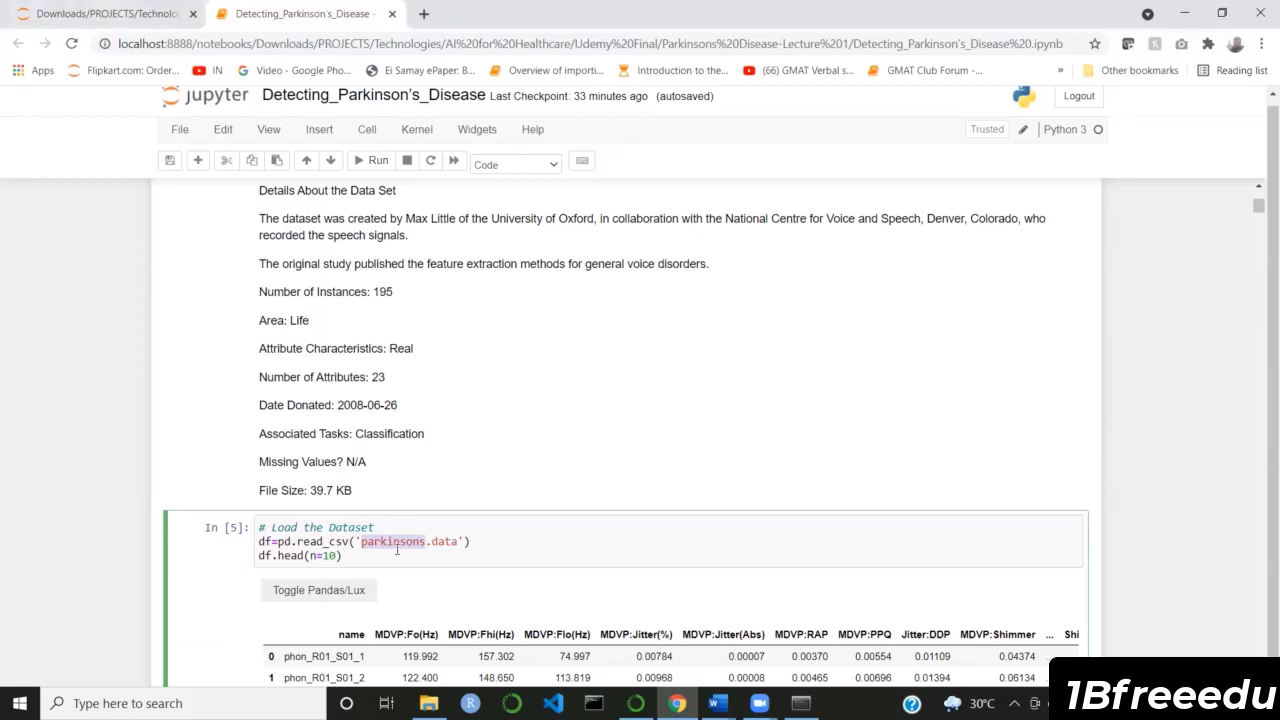 Downloads/PROJECTS/Technolo
Detecting_Parkinson's_Disease -
localhost:8888/notebooks/Downloads/PROJECTS/Technologies/AI%20for%20Healthcare/Udemy%20Final/Parkinsons%20Disease-Lecture%201/Detecting_Parkinson's_Disease%20.ipynb
Apps
Flipkart.com: Order...
IN
Video - Google Pho...
Ei Samay ePaper: B...
Overview of importi...
Introduction to the...
(66) GMAT Verbal s...
GMAT Club Forum -...
»
Other bookmarks
Reading list
jupyter Detecting_Parkinson's_Disease Last Checkpoint: 33 minutes ago (autosaved)
Logout
File Edit View Insert Cell Kernel Widgets Help
Trusted
Python 3
Run
Code
Details About the Data Set
The dataset was created by Max Little of the University of Oxford, in collaboration with the National Centre for Voice and Speech, Denver, Colorado, who
recorded the speech signals.
The original study published the feature extraction methods for general voice disorders.
Number of Instances: 195
Area: Life
Attribute Characteristics: Real
Number of Attributes: 23
Date Donated: 2008-06-26
Associated Tasks: Classification
Missing Values? N/A
File Size: 39.7 KB
In [5]:
# Load the Dataset
df=pd.read_csv('parkinsons.data')
df.head(n=10)
Toggle Pandas/Lux
name MDVP:Fo(Hz) MDVP:Fhi(Hz) MDVP:Flo(Hz) MDVP:Jitter(%) MDVP:Jitter(Abs) MDVP:RAP MDVP:PPQ Jitter:DDP MDVP:Shimmer ... Shi
0 phon_R01_S01_1 119.992 157.302 74.997 0.00784 0.00007 0.00370 0.00554 0.01109 0.04374
1 phon_R01_S01_2 122.400 148.650 113.819 0.00968 0.00008 0.00465 0.00696 0.01394 0.06134
Type here to search
30°C
1Bfreeedu